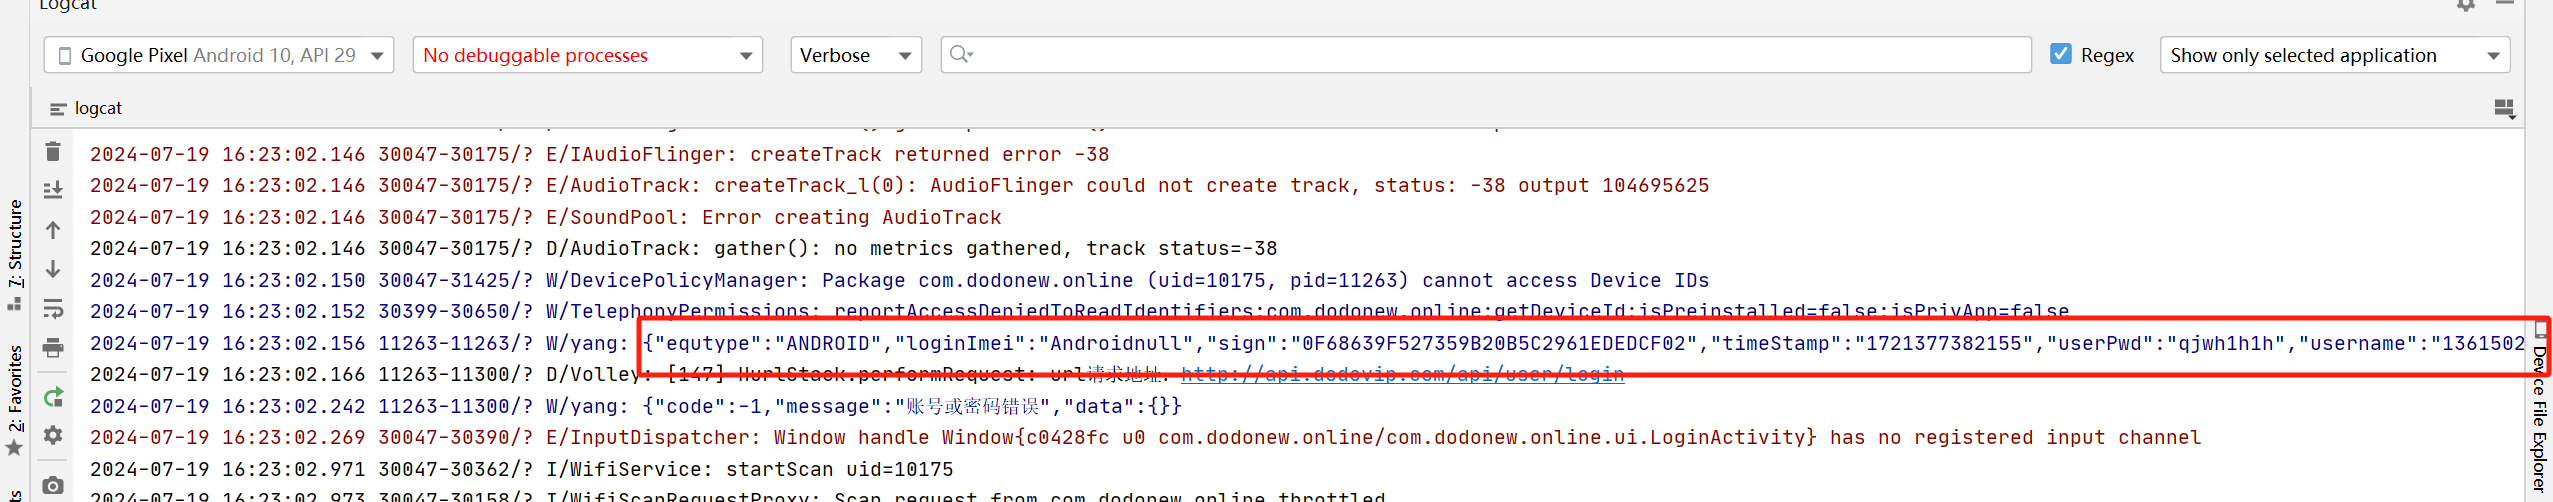 Logcat
Google Pixel Android 10, API 29
No debuggable processes
Verbose
Regex
Show only selected application
logcat
2024-07-19 16:23:02.146 30047-30175/? E/IAudioFlinger: createTrack returned error -38
2024-07-19 16:23:02.146 30047-30175/? E/AudioTrack: createTrack_l(0): AudioFlinger could not create track, status: -38 output 104695625
2024-07-19 16:23:02.146 30047-30175/? E/SoundPool: Error creating AudioTrack
2024-07-19 16:23:02.146 30047-30175/? D/AudioTrack: gather(): no metrics gathered, track status=-38
2024-07-19 16:23:02.150 30047-31425/? W/DevicePolicyManager: Package com.dodonew.online (uid=10175, pid=11263) cannot access Device IDs
2024-07-19 16:23:02.152 30399-30650/? W/TelephonyPermissions: reportAccessDeniedToReadIdentifiers:com.dodonew.online:getDeviceId:isPreinstalled=false:isPrivApp=false
2024-07-19 16:23:02.156 11263-11263/? W/yang: {"equtype":"ANDROID","loginImei":"Androidnull","sign":"0F68639F527359B20B5C2961EDEDCF02","timeStamp":"1721377382155","userPwd":"qjwh1h1h","username":"1361502
2024-07-19 16:23:02.166 11263-11300/? D/Volley: [147] HurlStack.performRequest: url请求地址: http://api.dodovip.com/api/user/login
2024-07-19 16:23:02.242 11263-11300/? W/yang: {"code":-1,"message":"账号或密码错误","data":{}}
2024-07-19 16:23:02.269 30047-30390/? E/InputDispatcher: Window handle Window{c0428fc u0 com.dodonew.online/com.dodonew.online.ui.LoginActivity} has no registered input channel
2024-07-19 16:23:02.971 30047-30362/? I/WifiService: startScan uid=10175
2024-07-19 16:23:02.973 30047-30158/? I/WifiScanRequestProxy: Scan request from com.dodonew.online throttled
7: Structure
2: Favorites
Device File Explorer